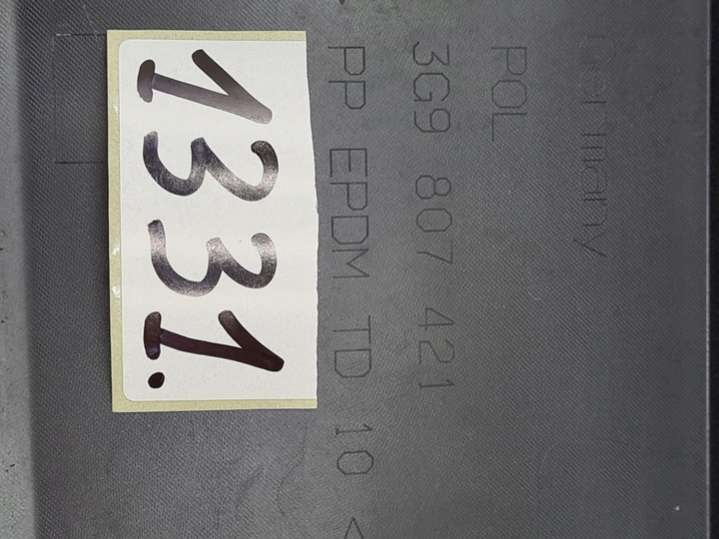 Germany
POL
3G9 807 421
PP EPDM TD 10 <
1331.